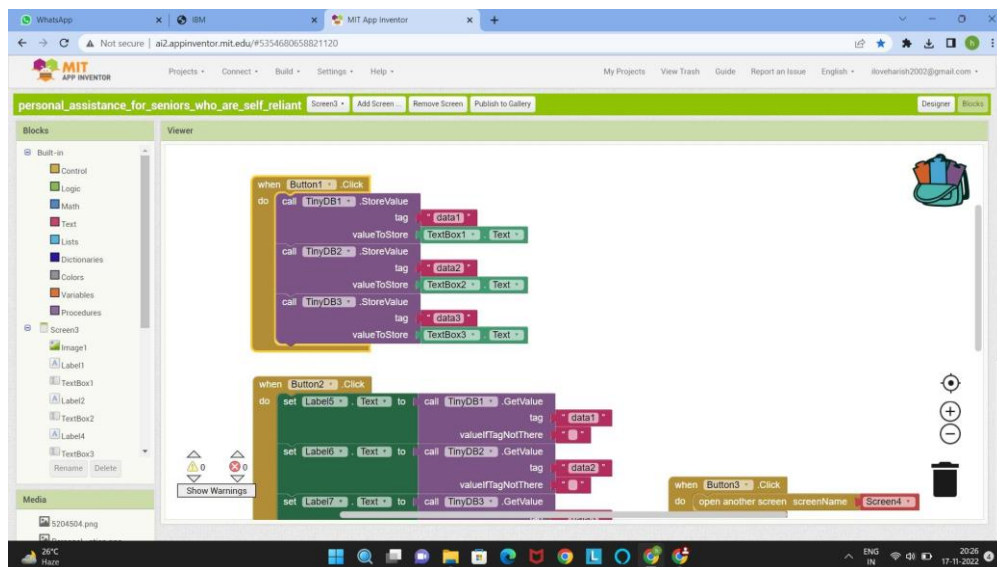 WhatsApp
IBM
MIT App Inventor
Not secure | ai2.appinventor.mit.edu/#5354680658821120
MIT
APP INVENTOR
Projects Connect Build Settings Help My Projects View Trash Guide Report an Issue English iloveharish2002@gmail.com
personal_assistance_for_seniors_who_are_self_reliant Screen3 Add Screen ... Remove Screen Publish to Gallery Designer Blocks
Blocks
Viewer
Built-in
Control
Logic
Math
Text
Lists
Dictionaries
Colors
Variables
Procedures
Screen3
Image1
Label1
TextBox1
Label2
TextBox2
Label4
TextBox3
Rename Delete
Media
5204504.png
when Button1 .Click
do call TinyDB1 .StoreValue
tag " data1 "
valueToStore TextBox1 . Text
call TinyDB2 .StoreValue
tag " data2 "
valueToStore TextBox2 . Text
call TinyDB3 .StoreValue
tag " data3 "
valueToStore TextBox3 . Text
when Button2 .Click
do set Label5 . Text to call TinyDB1 .GetValue
tag " data1 "
valueIfTagNotThere " "
set Label6 . Text to call TinyDB2 .GetValue
tag " data2 "
valueIfTagNotThere " "
set Label7 . Text to call TinyDB3 .GetValue
when Button3 .Click
do open another screen screenName Screen4
0 0
Show Warnings
26°C
Haze
ENG
IN
20:26
17-11-2022